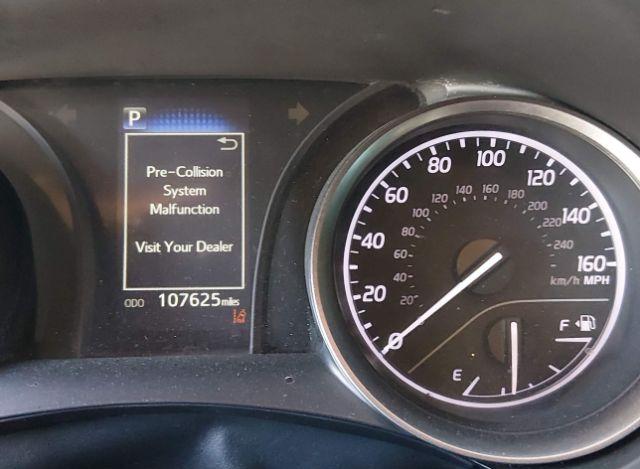 P
Pre-Collision
System
Malfunction
Visit Your Dealer
ODO 107625 miles
0
20
40
60
80
100
120
140
160
km/h MPH
20
40
60
80
100
120
140
160
180
200
220
240
E
F